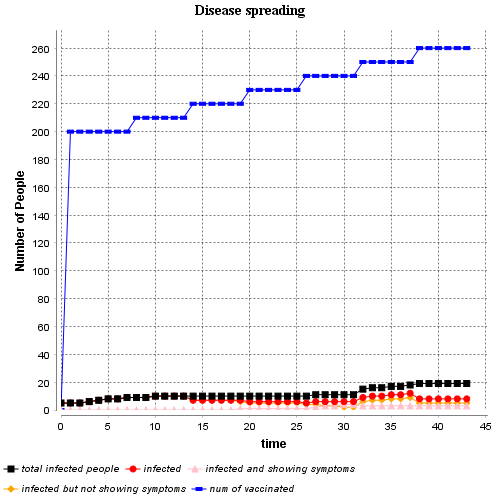 Disease spreading
Number of People
260
240
220
200
180
160
140
120
100
80
60
40
20
0
0 5 10 15 20 25 30 35 40 45
time
total infected people infected infected and showing symptoms
infected but not showing symptoms num of vaccinated